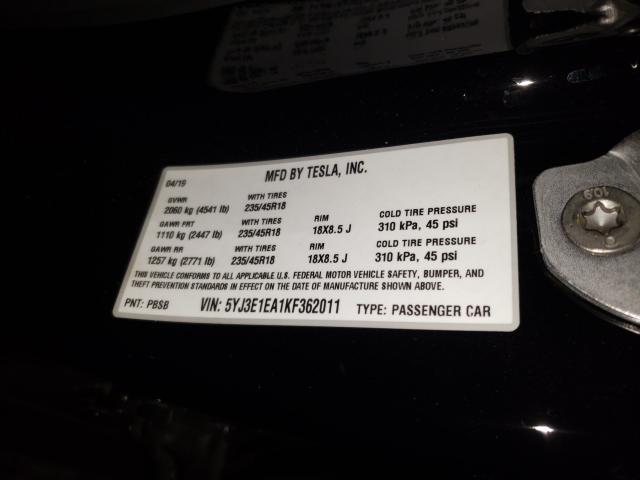 04/19 MFD BY TESLA, INC.
GVWR WITH TIRES
2060 kg (4541 lb) 235/45R18
GAWR FRT WITH TIRES RIM COLD TIRE PRESSURE
1110 kg (2447 lb) 235/45R18 18X8.5 J 310 kPa, 45 psi
GAWR RR WITH TIRES RIM COLD TIRE PRESSURE
1257 kg (2771 lb) 235/45R18 18X8.5 J 310 kPa, 45 psi
THIS VEHICLE CONFORMS TO ALL APPLICABLE U.S. FEDERAL MOTOR VEHICLE SAFETY, BUMPER, AND
THEFT PREVENTION STANDARDS IN EFFECT ON THE DATE OF MANUFACTURE SHOWN ABOVE.
PNT: PBSB VIN: 5YJ3E1EA1KF362011 TYPE: PASSENGER CAR
10.9